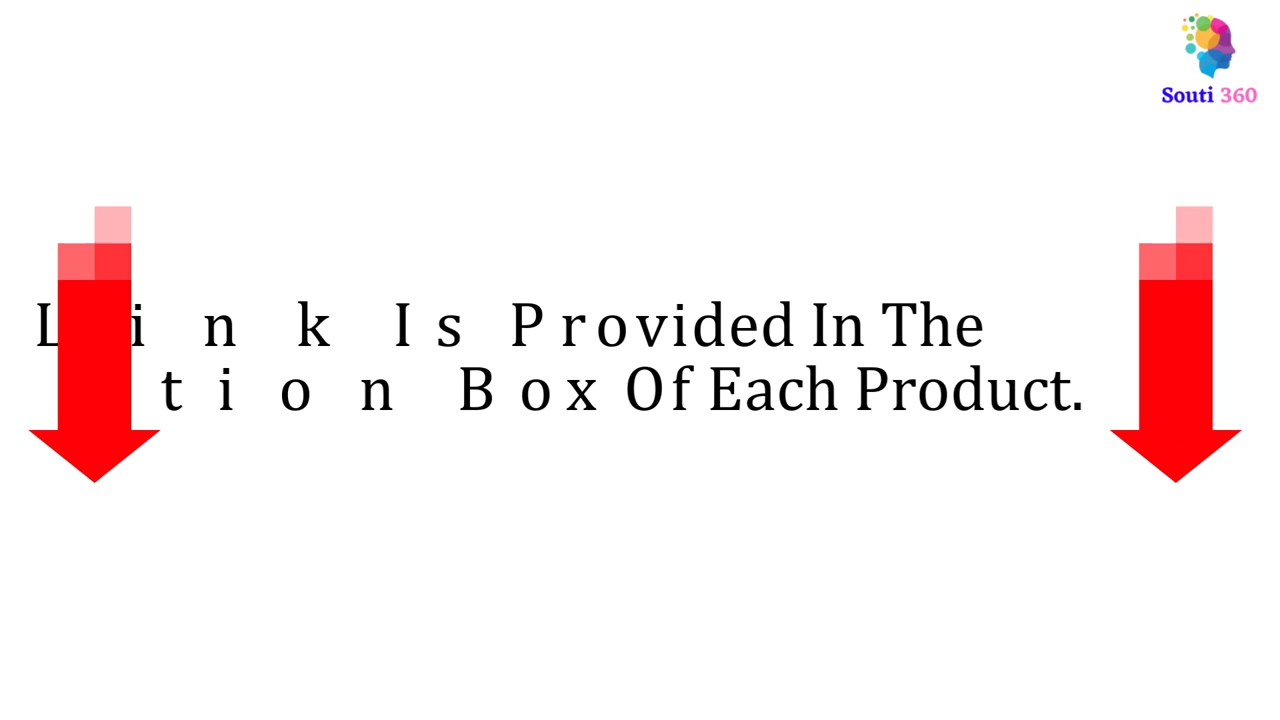 Souti 360
Link Is Provided In The
tion Box Of Each Product.